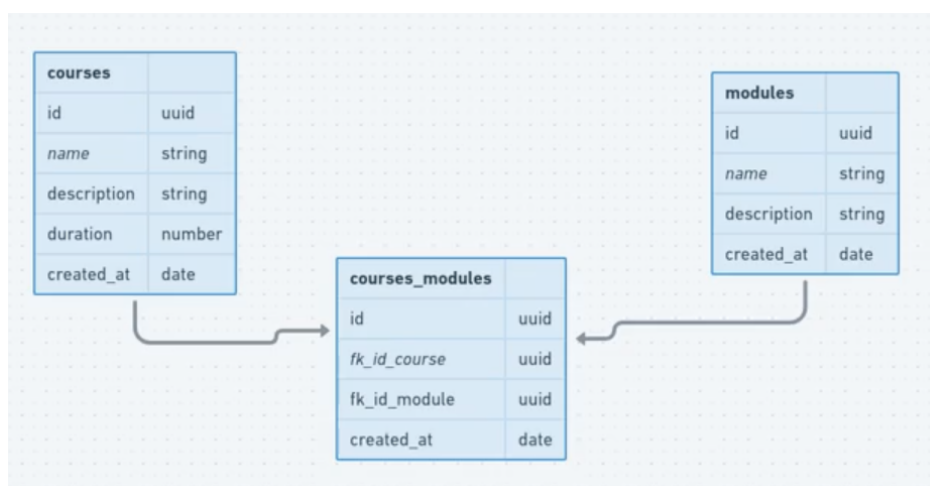 courses
id uuid
name string
description string
duration number
created_at date
modules
id uuid
name string
description string
created_at date
courses_modules
id uuid
fk_id_course uuid
fk_id_module uuid
created_at date